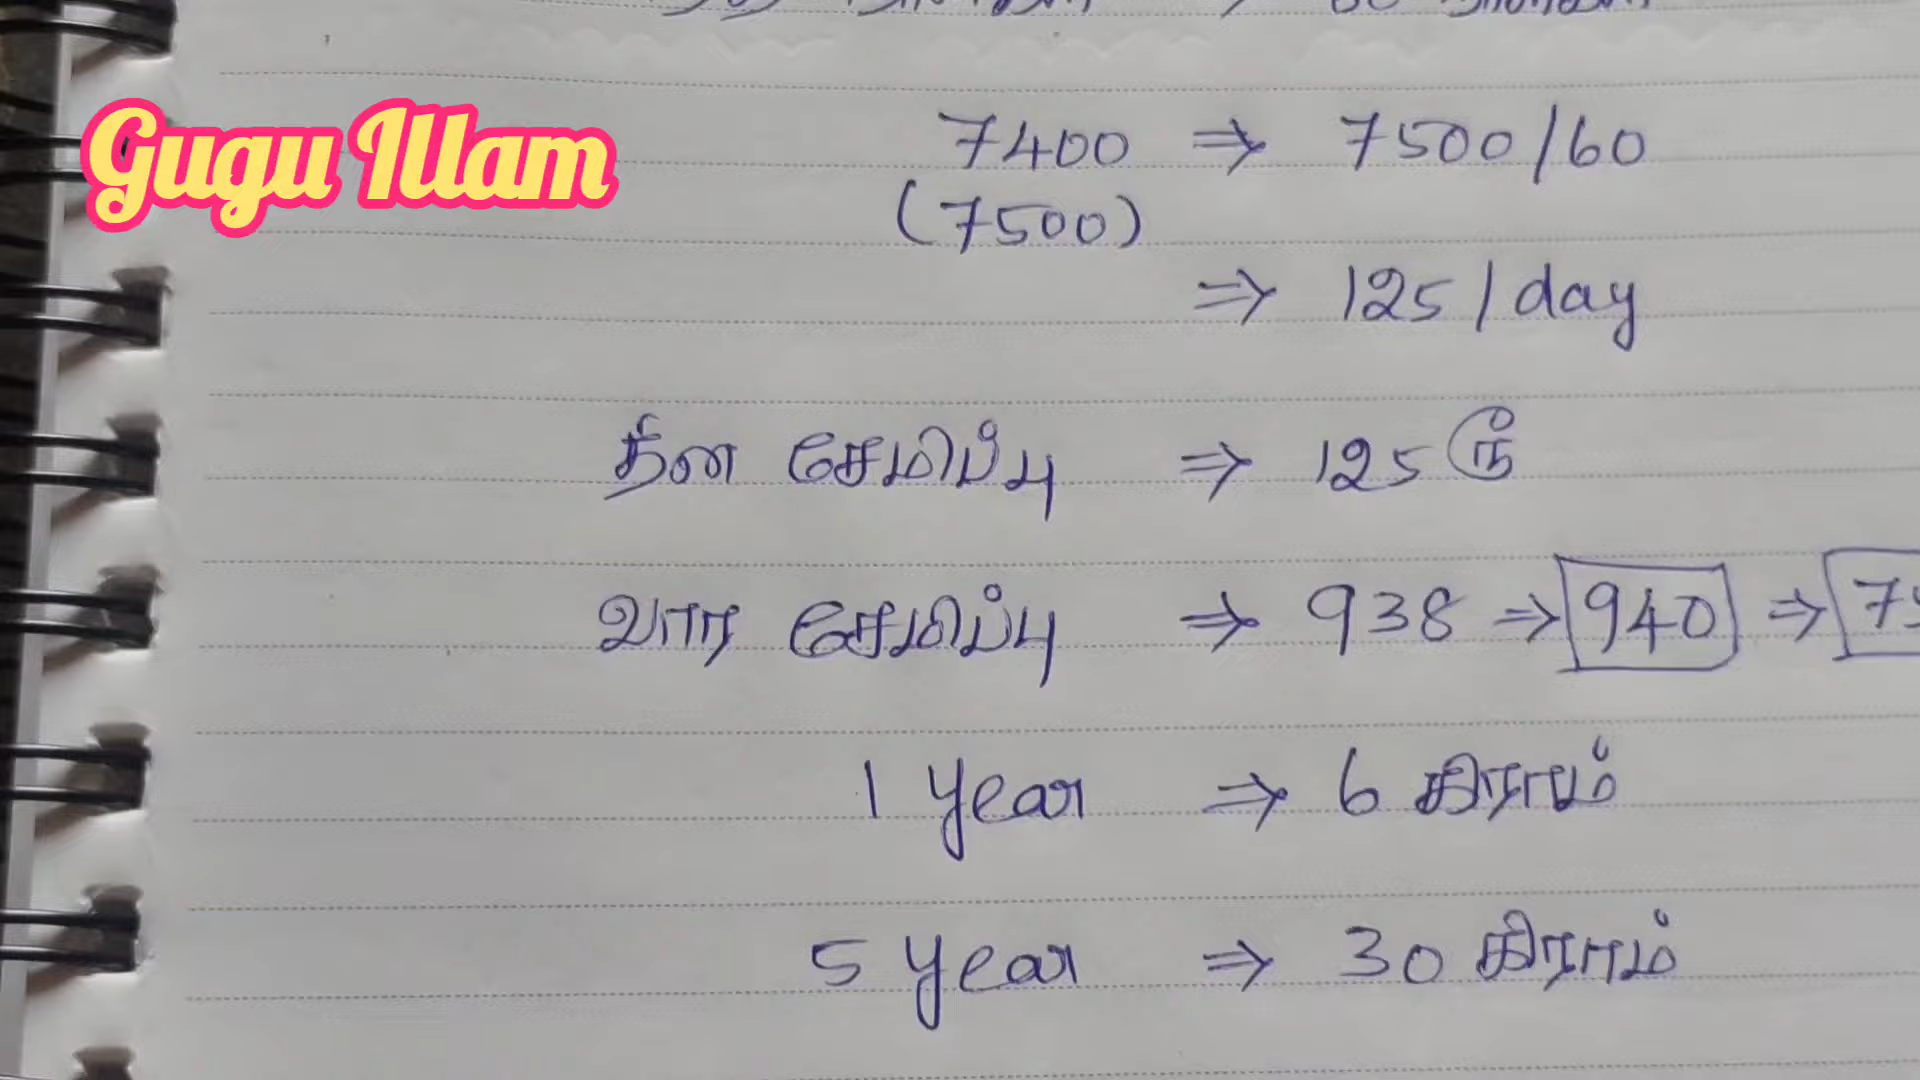 Gugu Illam
7400 ⇒ 7500/60
(7500)
⇒ 125/day
தின சேமிப்பு ⇒ 125 ரூ
வார சேமிப்பு ⇒ 938 ⇒ 940 ⇒
1 year ⇒ 6 கிராம்
5 year ⇒ 30 கிராம்